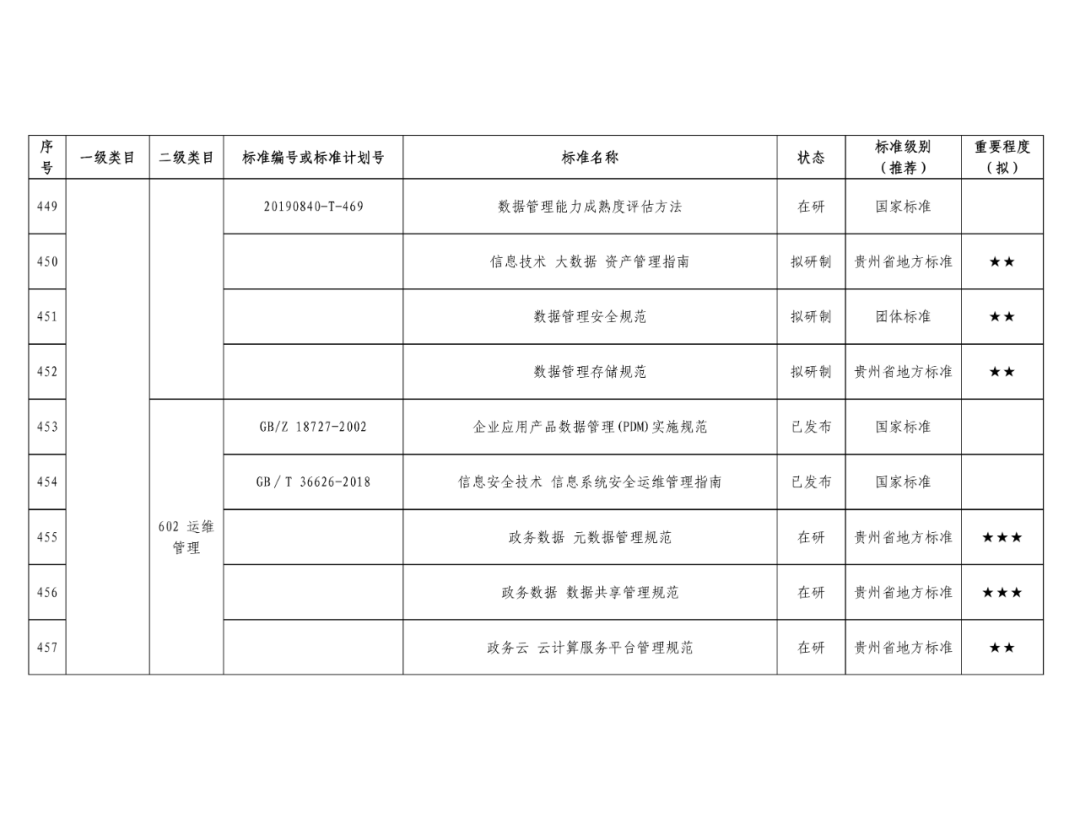 序号 一级类目 二级类目 标准编号或标准计划号 标准名称 状态 标准级别（推荐） 重要程度（拟）
449 20190840-T-469 数据管理能力成熟度评估方法 在研 国家标准
450 信息技术 大数据 资产管理指南 拟研制 贵州省地方标准 ★★
451 数据管理安全规范 拟研制 团体标准 ★★
452 数据管理存储规范 拟研制 贵州省地方标准 ★★
602 运维管理
453 GB/Z 18727-2002 企业应用产品数据管理(PDM)实施规范 已发布 国家标准
454 GB／T 36626-2018 信息安全技术 信息系统安全运维管理指南 已发布 国家标准
455 政务数据 元数据管理规范 在研 贵州省地方标准 ★★★
456 政务数据 数据共享管理规范 在研 贵州省地方标准 ★★★
457 政务云 云计算服务平台管理规范 在研 贵州省地方标准 ★★